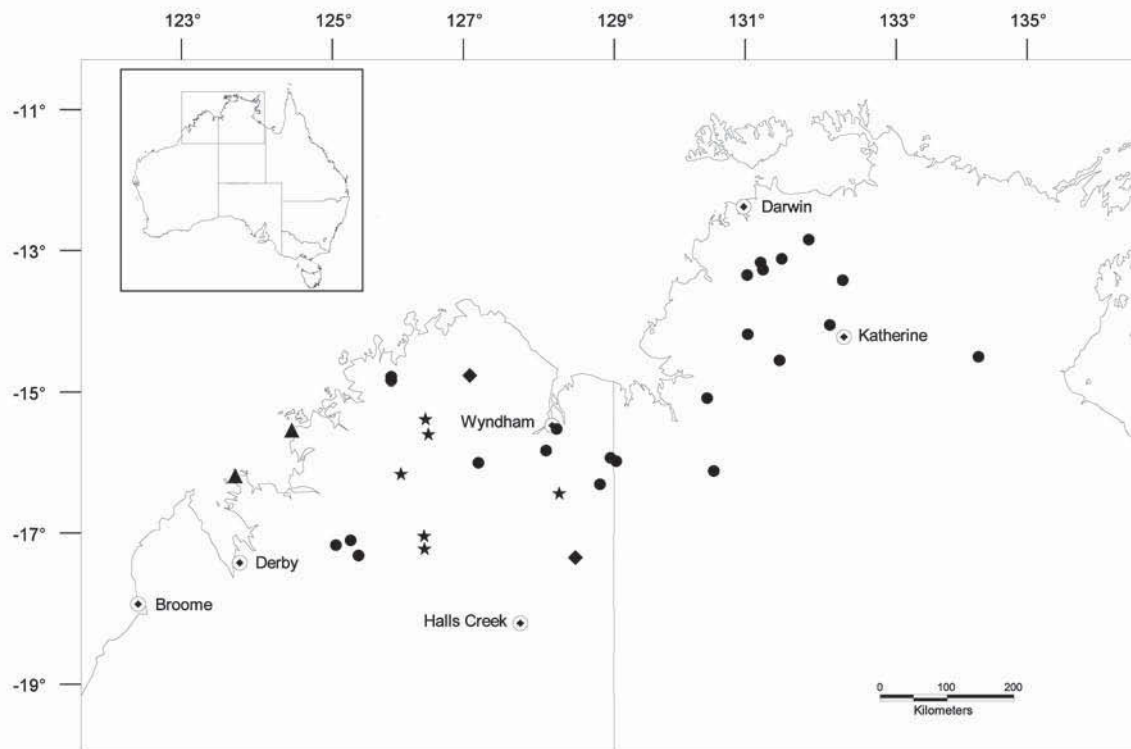 123° 125° 127° 129° 131° 133° 135°
-11°
Darwin
-13°
Katherine
-15°
Wyndham
-17°
Derby
Broome
Halls Creek
-19°
0 100 200
Kilometers